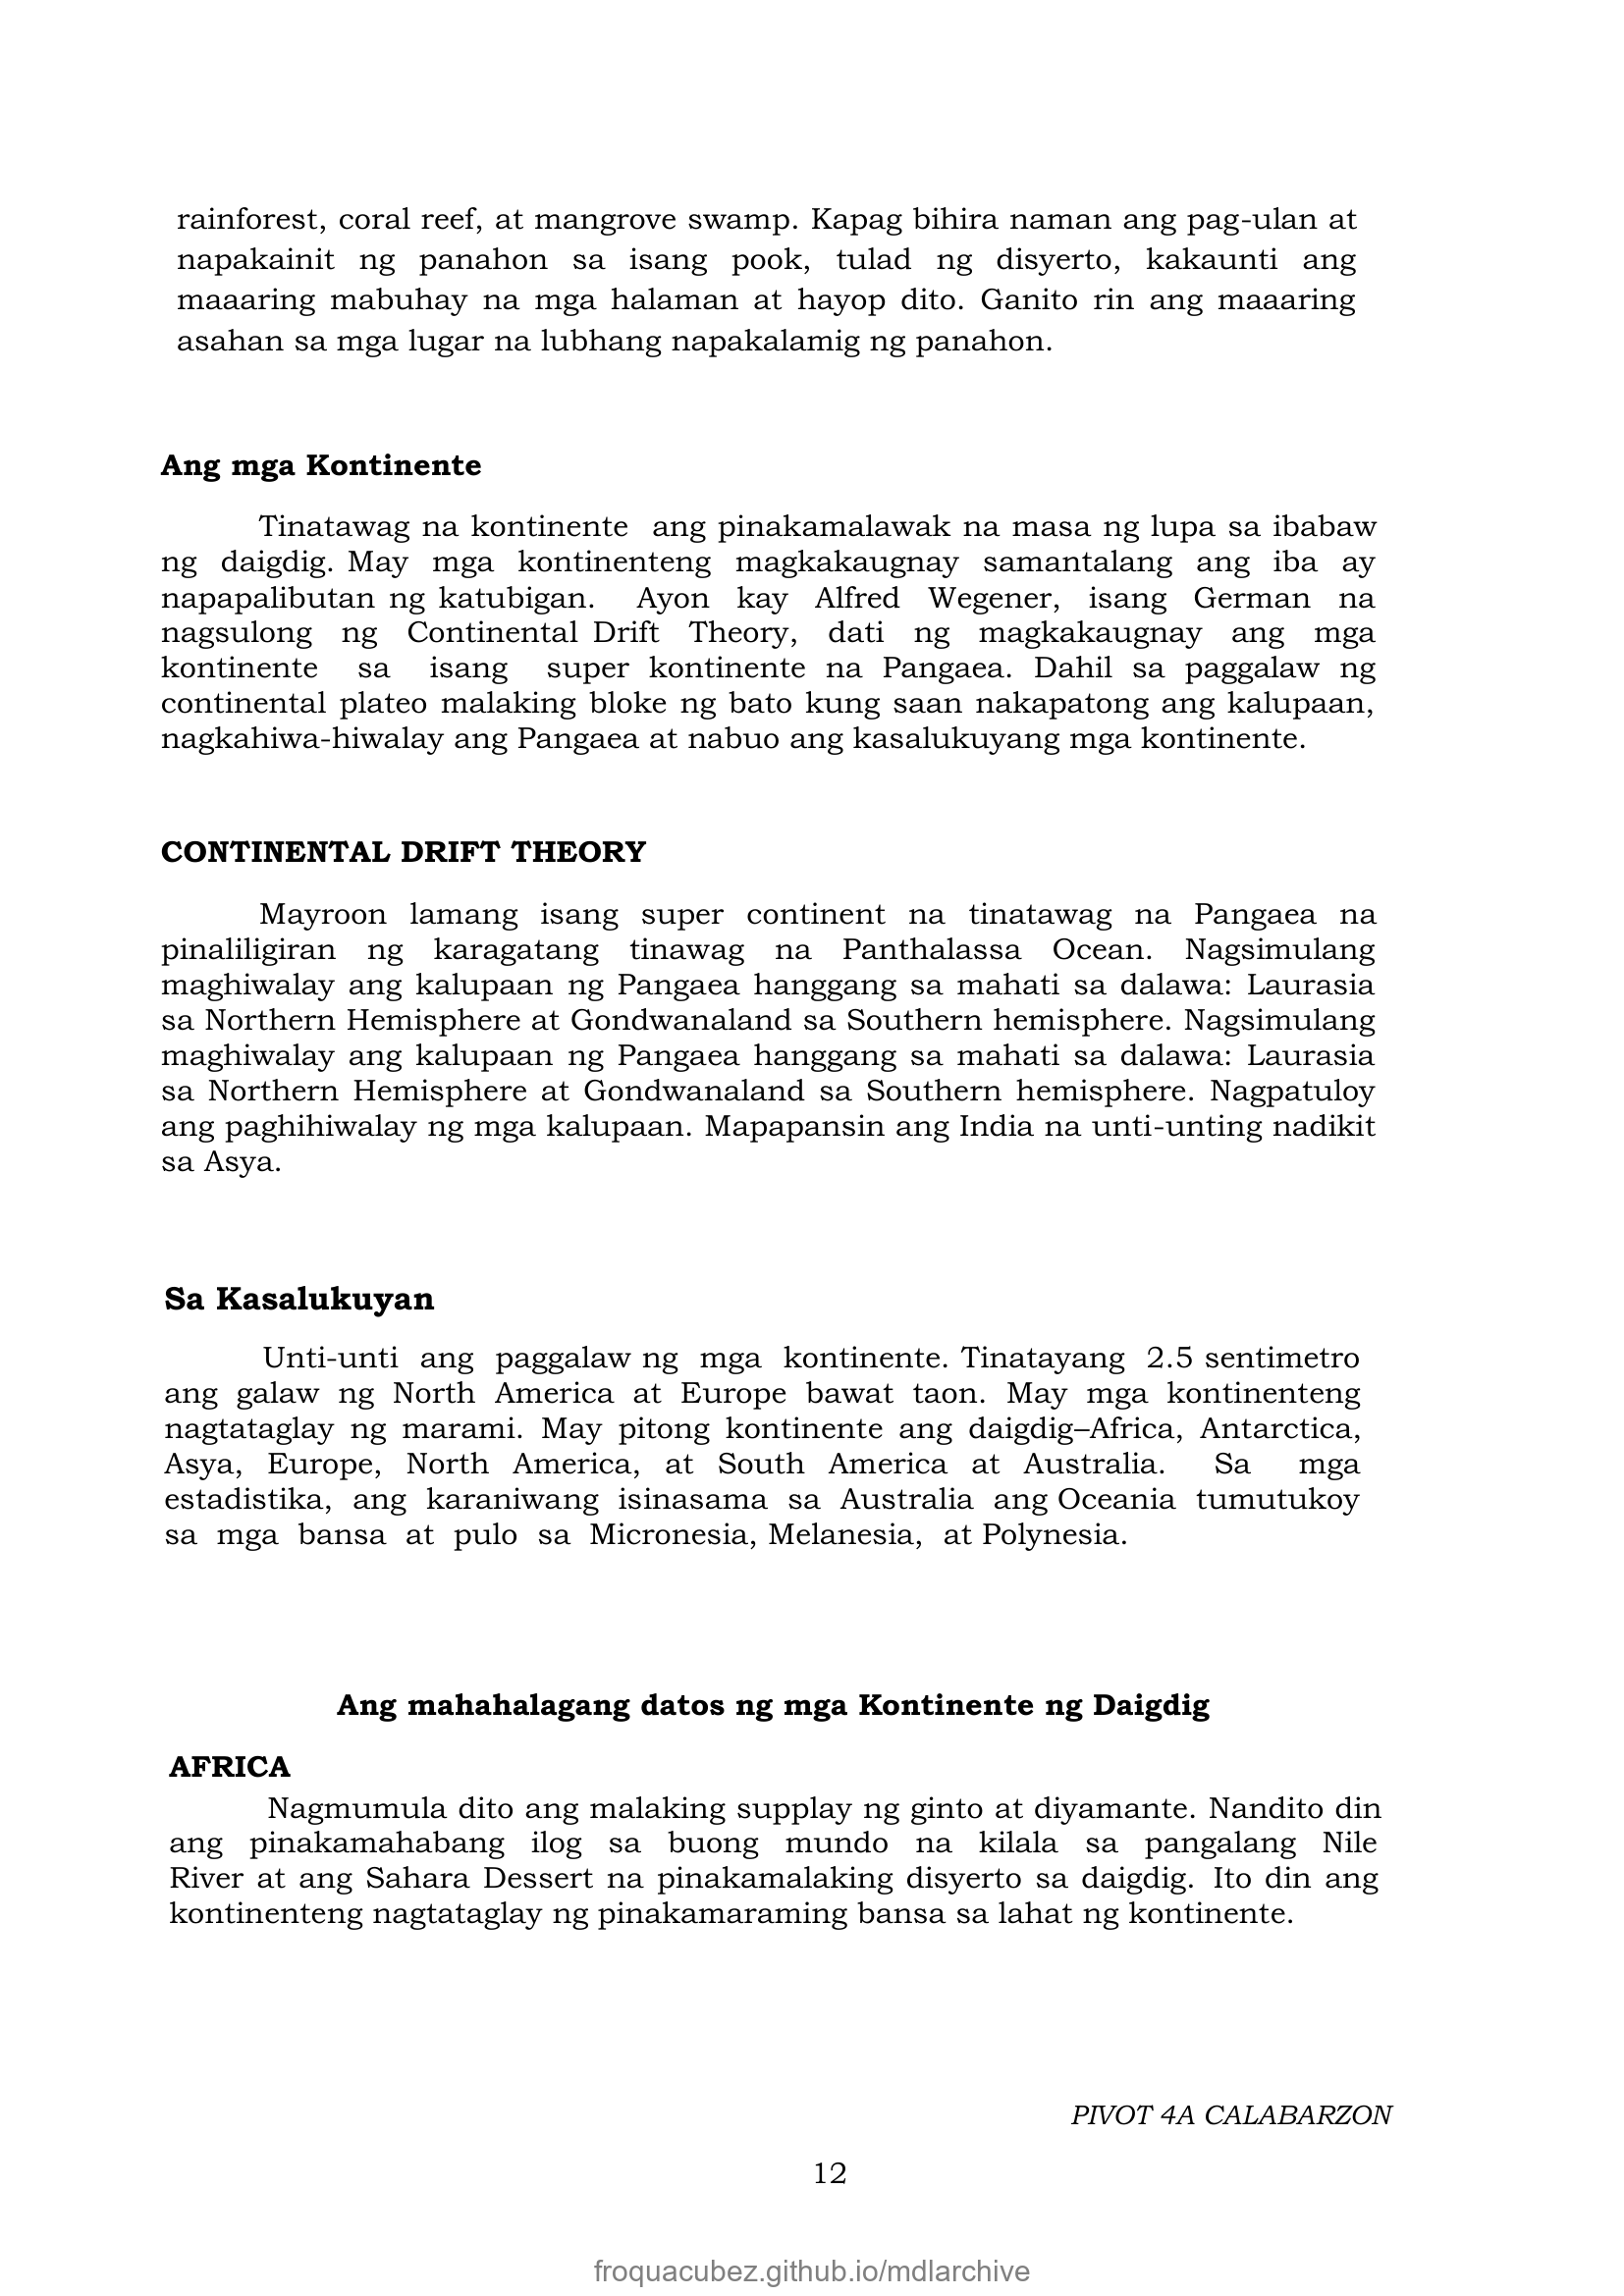 rainforest, coral reef, at mangrove swamp. Kapag bihira naman ang pag-ulan at
napakainit ng panahon sa isang pook, tulad ng disyerto, kakaunti ang
maaaring mabuhay na mga halaman at hayop dito. Ganito rin ang maaaring
asahan sa mga lugar na lubhang napakalamig ng panahon.
Ang mga Kontinente
Tinatawag na kontinente ang pinakamalawak na masa ng lupa sa ibabaw
ng daigdig. May mga kontinenteng magkakaugnay samantalang ang iba ay
napapalibutan ng katubigan. Ayon kay Alfred Wegener, isang German na
nagsulong ng Continental Drift Theory, dati ng magkakaugnay ang mga
kontinente sa isang super kontinente na Pangaea. Dahil sa paggalaw ng
continental plateo malaking bloke ng bato kung saan nakapatong ang kalupaan,
nagkahiwa-hiwalay ang Pangaea at nabuo ang kasalukuyang mga kontinente.
CONTINENTAL DRIFT THEORY
Mayroon lamang isang super continent na tinatawag na Pangaea na
pinaliligiran ng karagatang tinawag na Panthalassa Ocean. Nagsimulang
maghiwalay ang kalupaan ng Pangaea hanggang sa mahati sa dalawa: Laurasia
sa Northern Hemisphere at Gondwanaland sa Southern hemisphere. Nagsimulang
maghiwalay ang kalupaan ng Pangaea hanggang sa mahati sa dalawa: Laurasia
sa Northern Hemisphere at Gondwanaland sa Southern hemisphere. Nagpatuloy
ang paghihiwalay ng mga kalupaan. Mapapansin ang India na unti-unting nadikit
sa Asya.
Sa Kasalukuyan
Unti-unti ang paggalaw ng mga kontinente. Tinatayang 2.5 sentimetro
ang galaw ng North America at Europe bawat taon. May mga kontinenteng
nagtataglay ng marami. May pitong kontinente ang daigdig–Africa, Antarctica,
Asya, Europe, North America, at South America at Australia. Sa mga
estadistika, ang karaniwang isinasama sa Australia ang Oceania tumutukoy
sa mga bansa at pulo sa Micronesia, Melanesia, at Polynesia.
Ang mahahalagang datos ng mga Kontinente ng Daigdig
AFRICA
Nagmumula dito ang malaking supplay ng ginto at diyamante. Nandito din
ang pinakamahabang ilog sa buong mundo na kilala sa pangalang Nile
River at ang Sahara Dessert na pinakamalaking disyerto sa daigdig. Ito din ang
kontinenteng nagtataglay ng pinakamaraming bansa sa lahat ng kontinente.
PIVOT 4A CALABARZON
12
froquacubez.github.io/mdlarchive